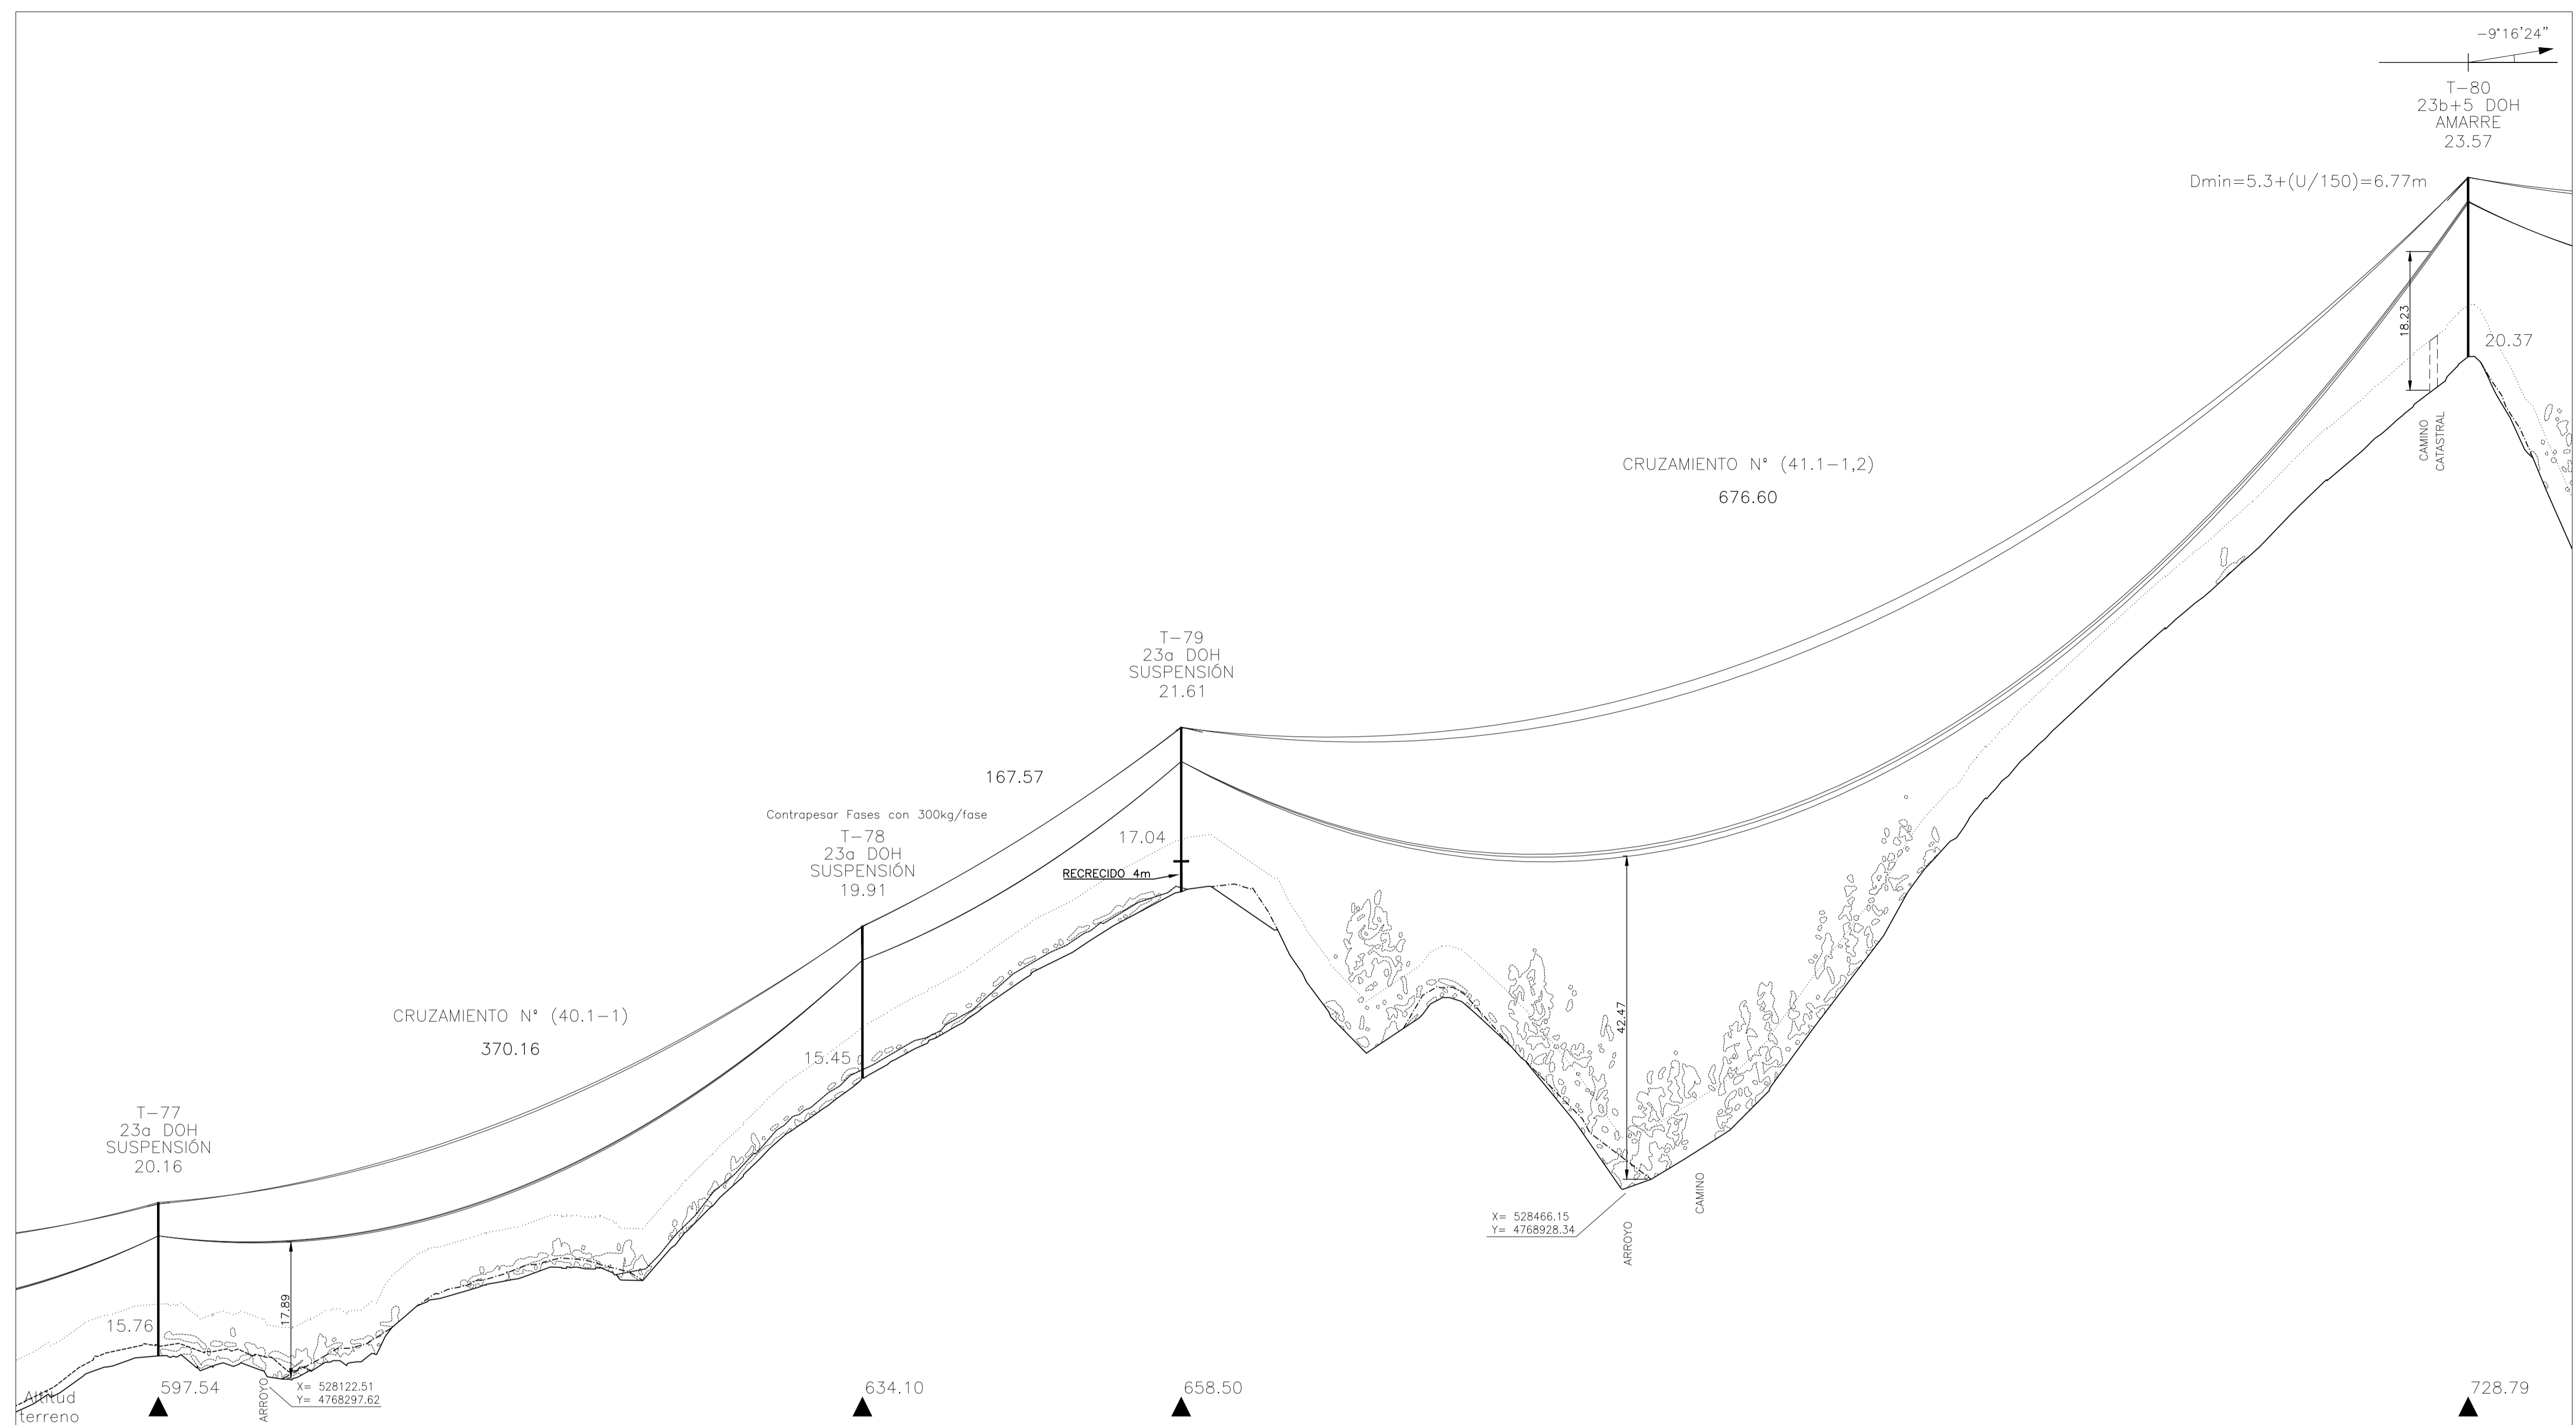 -9°16'24"
T-80
23b+5 DOH
AMARRE
23.57
Dmin=5.3+(U/150)=6.77m
18.23
20.37
CAMINO
CATASTRAL
CRUZAMIENTO Nº (41.1-1,2)
676.60
T-79
23a DOH
SUSPENSIÓN
21.61
167.57
Contrapesar Fases con 300kg/fase
T-78
23a DOH
SUSPENSIÓN
19.91
17.04
RECRECIDO 4m
42.47
CRUZAMIENTO Nº (40.1-1)
370.16
15.45
T-77
23a DOH
SUSPENSIÓN
20.16
CAMINO
X= 528466.15
Y= 4768928.34
ARROYO
17.89
15.76
Altitud
terreno
597.54
ARROYO
X= 528122.51
Y= 4768297.62
634.10
658.50
728.79